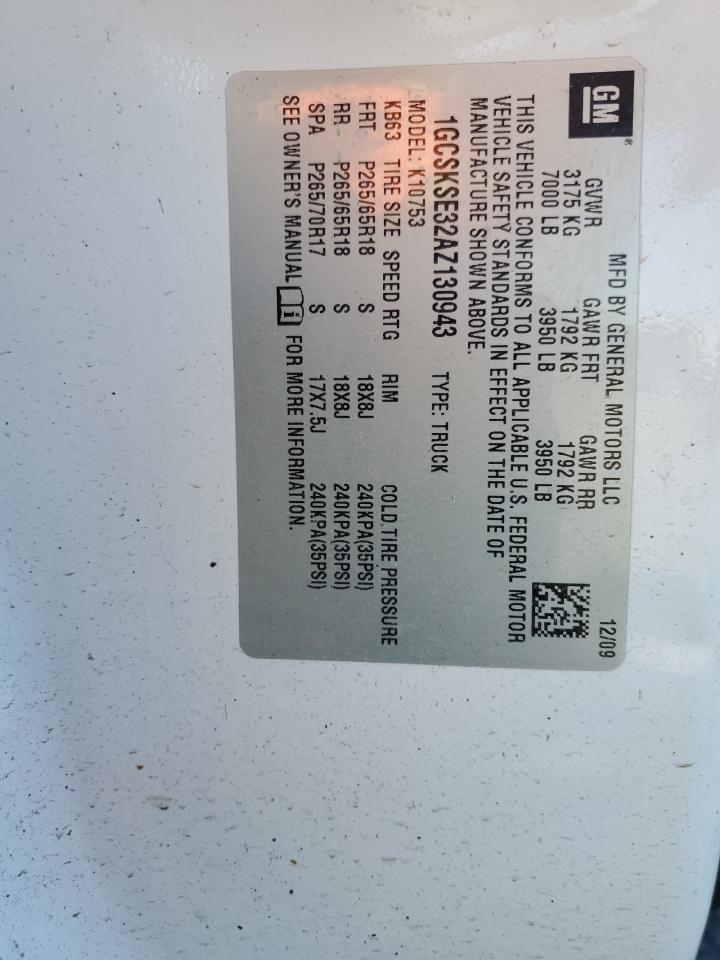 GM®
MFD BY GENERAL MOTORS LLC 12/09
GVWR GAWR FRT GAWR RR
3175 KG 1792 KG 1792 KG
7000 LB 3950 LB 3950 LB
THIS VEHICLE CONFORMS TO ALL APPLICABLE U.S. FEDERAL MOTOR
VEHICLE SAFETY STANDARDS IN EFFECT ON THE DATE OF
MANUFACTURE SHOWN ABOVE.
1GCSKSE32AZ130943 TYPE: TRUCK
MODEL: K10753
KB63 TIRE SIZE SPEED RTG RIM COLD TIRE PRESSURE
FRT P265/65R18 S 18X8J 240KPA(35PSI)
RR P265/65R18 S 18X8J 240KPA(35PSI)
SPA P265/70R17 S 17X7.5J 240KPA(35PSI)
SEE OWNER'S MANUAL FOR MORE INFORMATION.